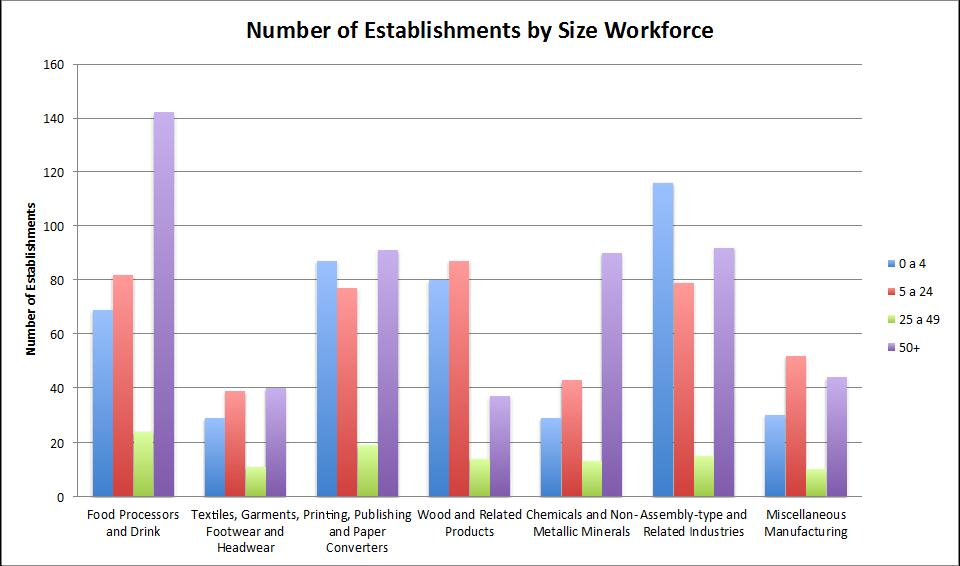 Number of Establishments by Size Workforce
Number of Establishments
160
140
120
100
80
60
40
20
0
Food Processors
and Drink
Textiles, Garments,
Footwear and
Headwear
Printing, Publishing
and Paper
Converters
Wood and Related
Products
Chemicals and Non-
Metallic Minerals
Assembly-type and
Related Industries
Miscellaneous
Manufacturing
0 a 4
5 a 24
25 a 49
50+